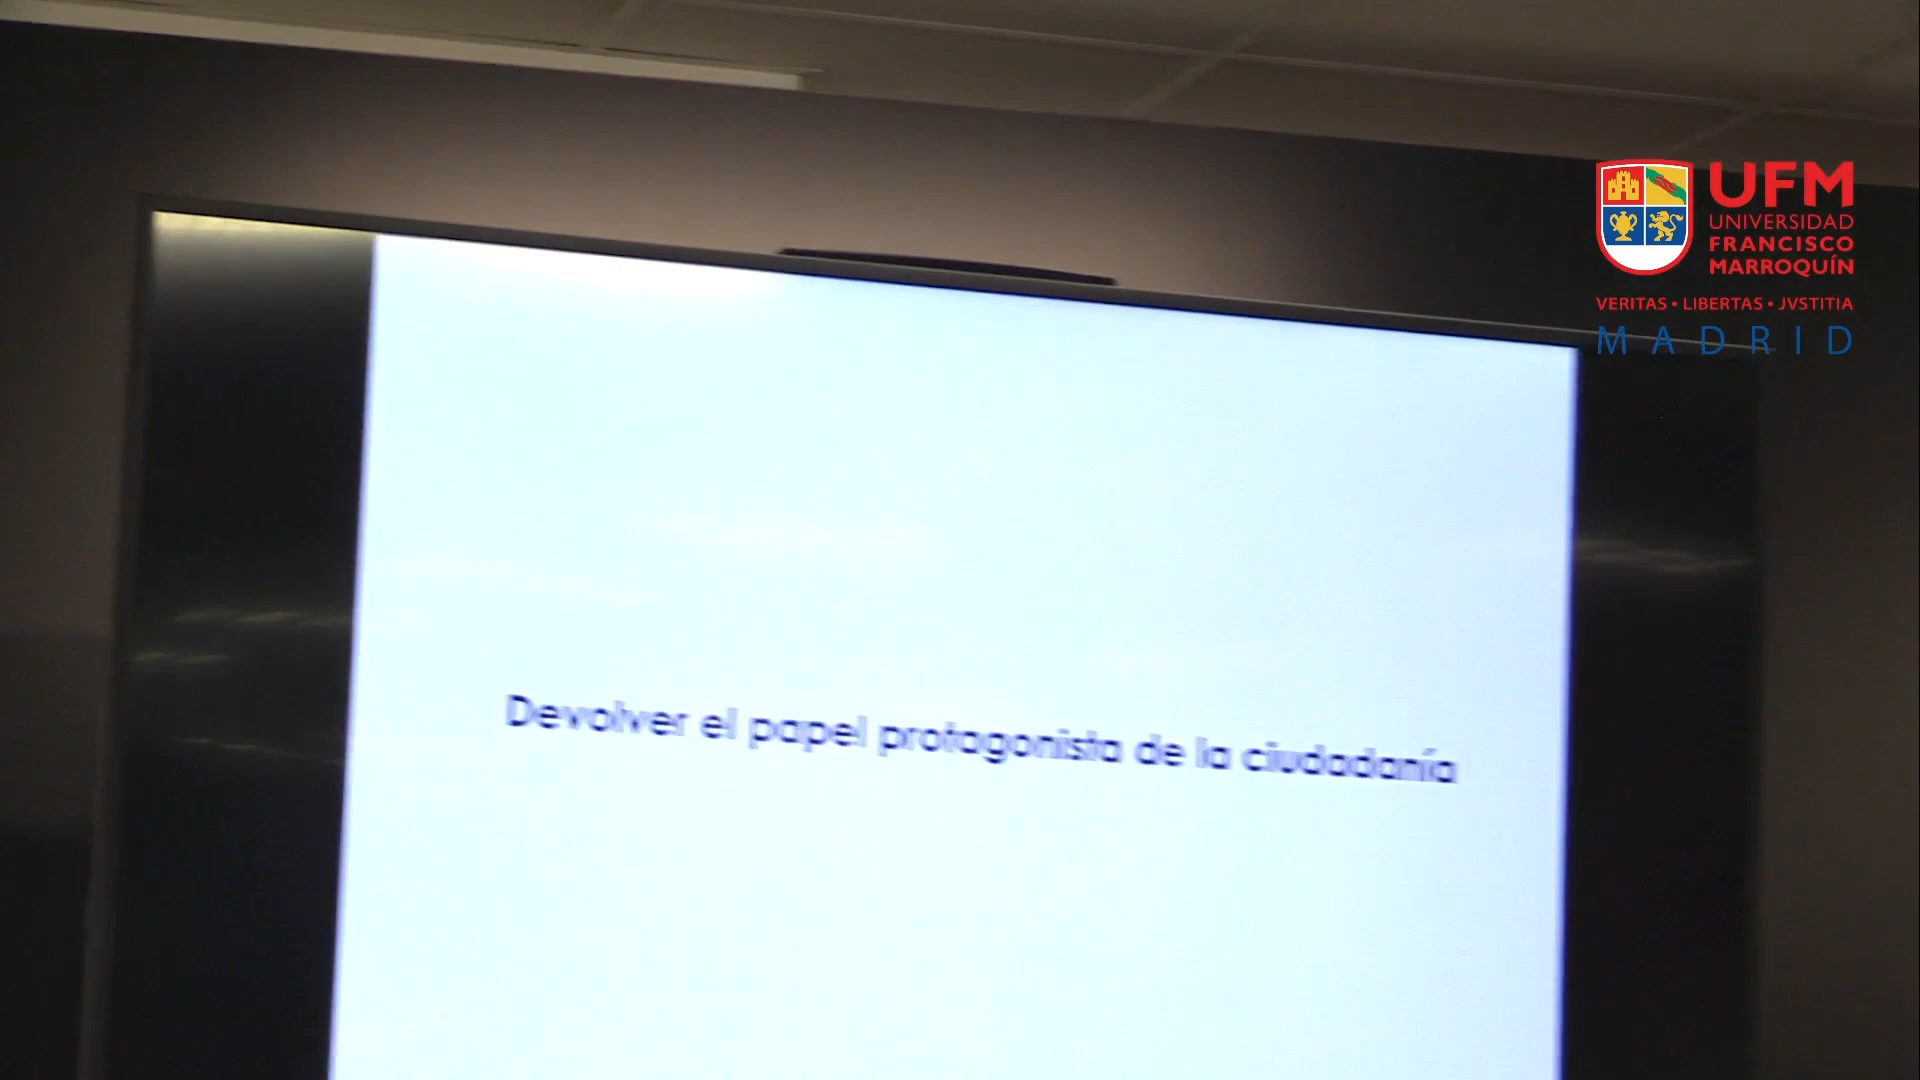 UFM
UNIVERSIDAD
FRANCISCO
MARROQUÍN
VERITAS • LIBERTAS • JVSTITIA
MADRID
Devolver el papel protagonista de la ciudadanía